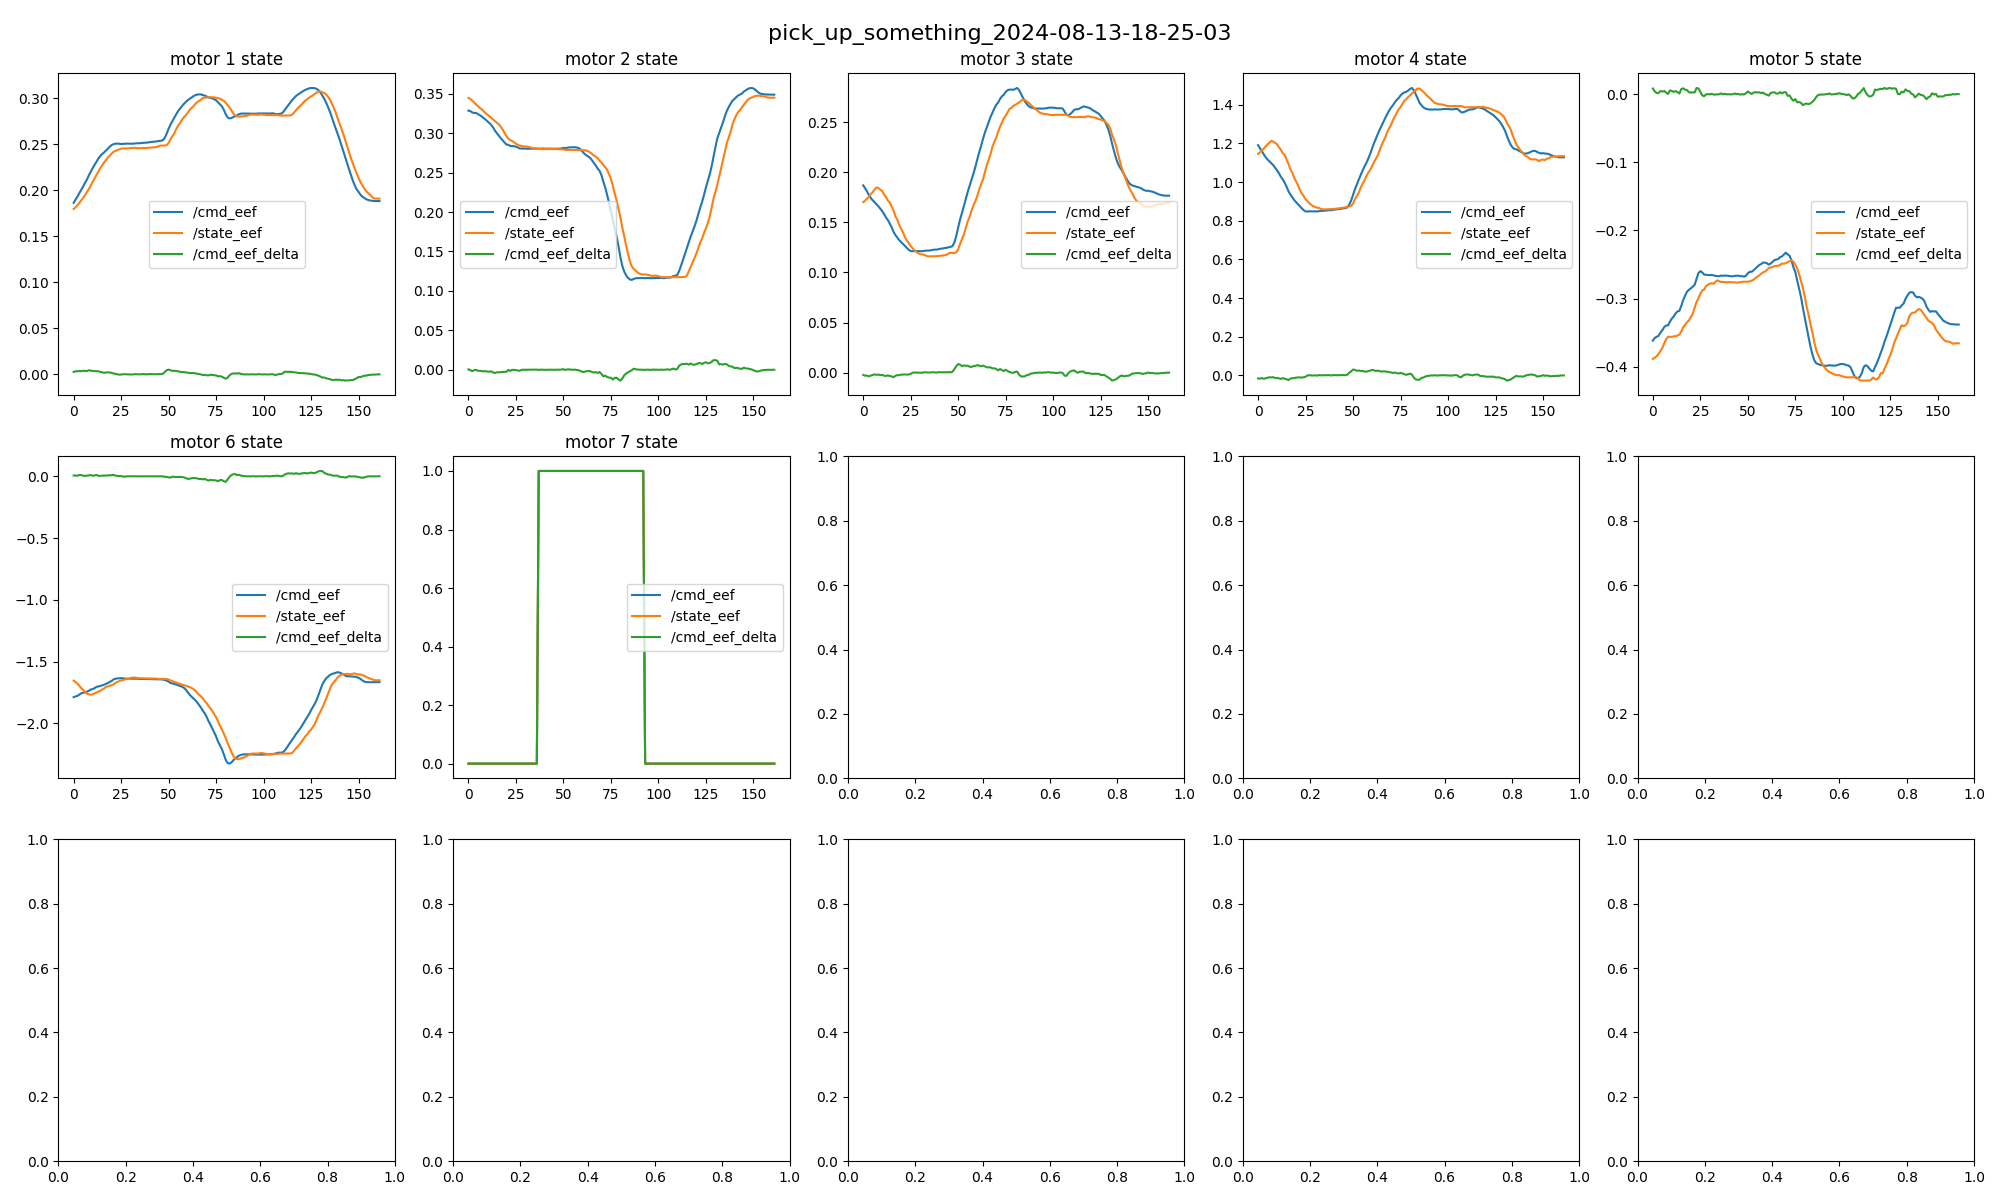 pick_up_something_2024-08-13-18-25-03
motor 1 state
0.30
0.25
0.20
0.15
0.10
0.05
0.00
/cmd_eef
/state_eef
/cmd_eef_delta
0 25 50 75 100 125 150
motor 2 state
0.35
0.30
0.25
0.20
0.15
0.10
0.05
0.00
/cmd_eef
/state_eef
/cmd_eef_delta
0 25 50 75 100 125 150
motor 3 state
0.25
0.20
0.15
0.10
0.05
0.00
/cmd_eef
/state_eef
/cmd_eef_delta
0 25 50 75 100 125 150
motor 4 state
1.4
1.2
1.0
0.8
0.6
0.4
0.2
0.0
/cmd_eef
/state_eef
/cmd_eef_delta
0 25 50 75 100 125 150
motor 5 state
0.0
−0.1
−0.2
−0.3
−0.4
/cmd_eef
/state_eef
/cmd_eef_delta
0 25 50 75 100 125 150
motor 6 state
0.0
−0.5
−1.0
−1.5
−2.0
/cmd_eef
/state_eef
/cmd_eef_delta
0 25 50 75 100 125 150
motor 7 state
1.0
0.8
0.6
0.4
0.2
0.0
/cmd_eef
/state_eef
/cmd_eef_delta
0 25 50 75 100 125 150
1.0
0.8
0.6
0.4
0.2
0.0
0.0 0.2 0.4 0.6 0.8 1.0
1.0
0.8
0.6
0.4
0.2
0.0
0.0 0.2 0.4 0.6 0.8 1.0
1.0
0.8
0.6
0.4
0.2
0.0
0.0 0.2 0.4 0.6 0.8 1.0
1.0
0.8
0.6
0.4
0.2
0.0
0.0 0.2 0.4 0.6 0.8 1.0
1.0
0.8
0.6
0.4
0.2
0.0
0.0 0.2 0.4 0.6 0.8 1.0
1.0
0.8
0.6
0.4
0.2
0.0
0.0 0.2 0.4 0.6 0.8 1.0
1.0
0.8
0.6
0.4
0.2
0.0
0.0 0.2 0.4 0.6 0.8 1.0
1.0
0.8
0.6
0.4
0.2
0.0
0.0 0.2 0.4 0.6 0.8 1.0